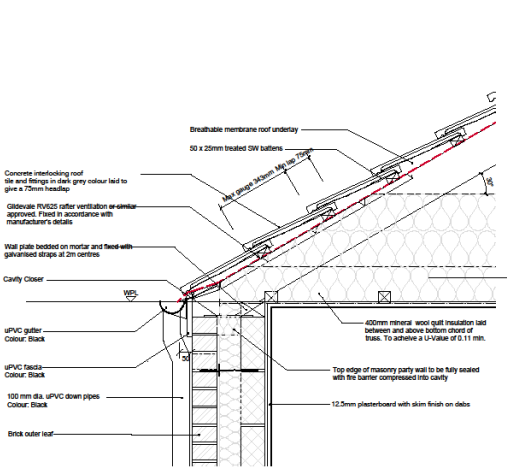 Breathable membrane roof underlay
50 x 25mm treated SW battens
Max gauge 343mm Min lap 75mm
Concrete interlocking roof
tile and fittings in dark grey colour laid to
give a 75mm headlap
30°
Glidevale RV625 rafter ventilation or similar
approved. Fixed in accordance with
manufacturer's details
Wall plate bedded on mortar and fixed with
galvanised straps at 2m centres
Cavity Closer
WPL
uPVC gutter
Colour: Black
400mm mineral wool quilt insulation laid
between and above bottom chord of
truss. To acheive a U-Value of 0.11 min.
50
uPVC fascia
Colour: Black
Top edge of masonry party wall to be fully sealed
with fire barrier compressed into cavity
100 mm dia. uPVC down pipes
Colour: Black
12.5mm plasterboard with skim finish on dabs
Brick outer leaf